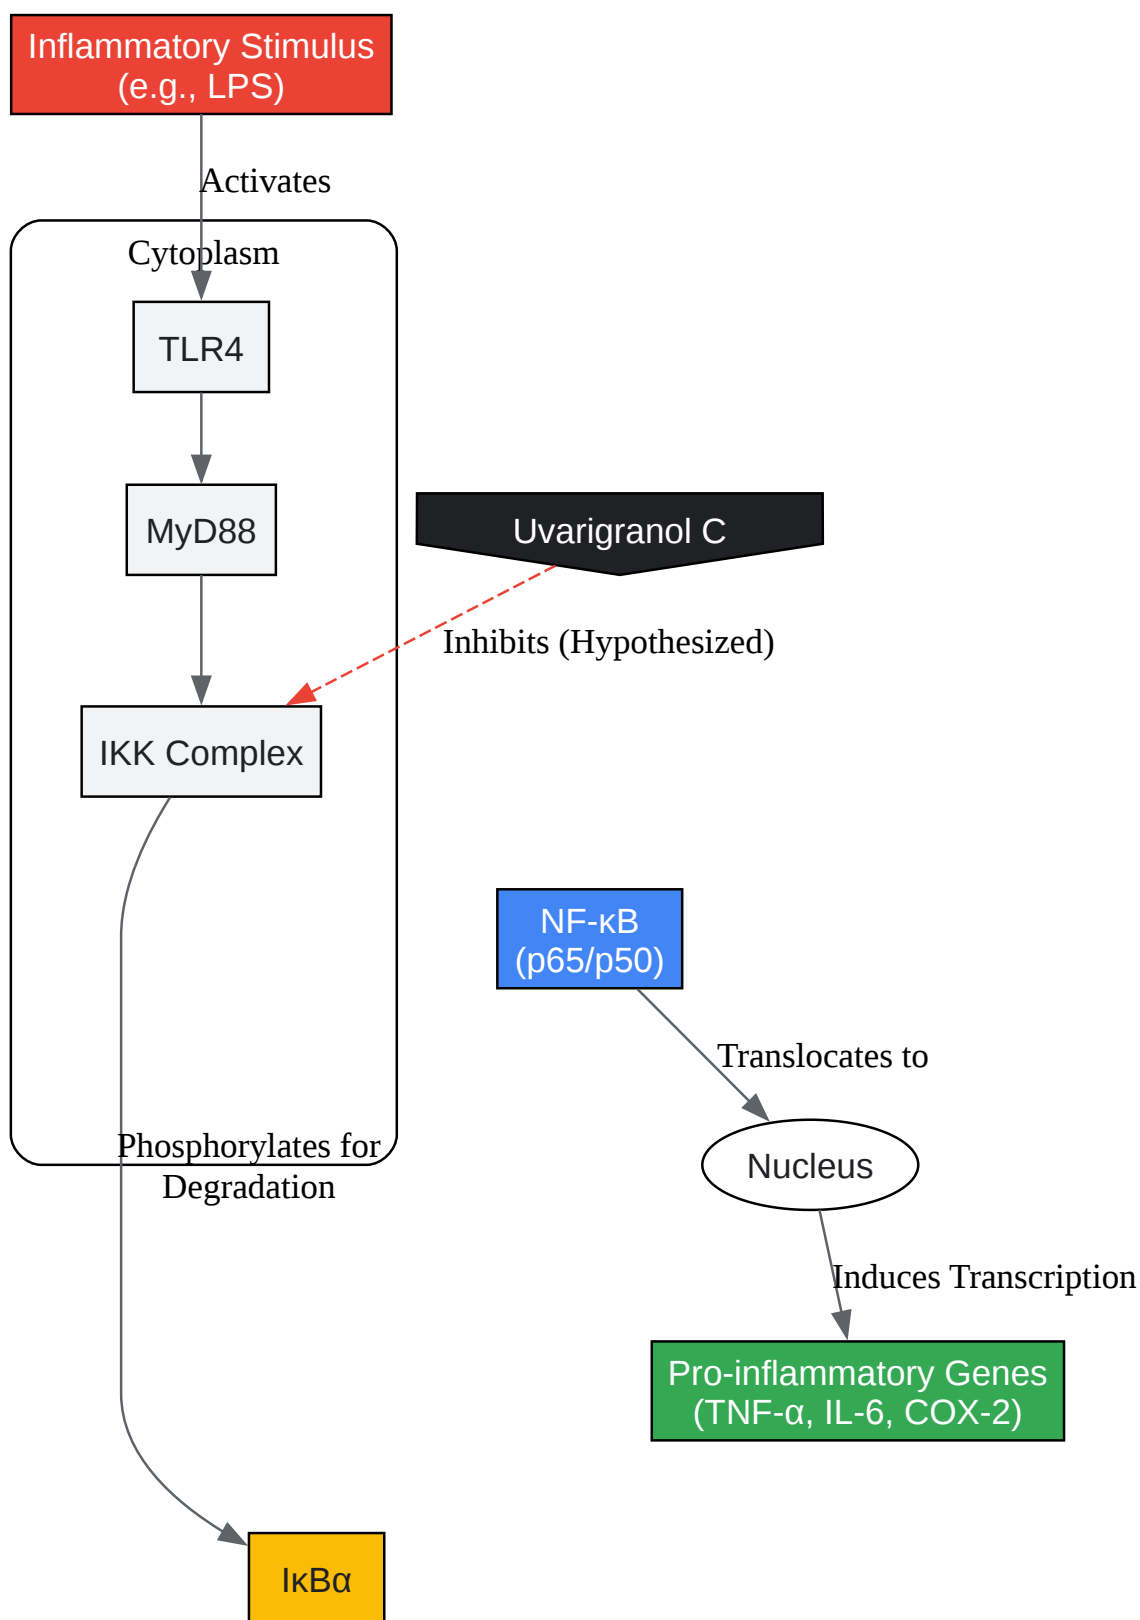 Inflammatory Stimulus
(e.g., LPS)
Activates
Cytoplasm
TLR4
MyD88
Uvarigranol C
Inhibits (Hypothesized)
IKK Complex
NF-κB
(p65/p50)
Translocates to
Phosphorylates for
Degradation
Nucleus
Induces Transcription
Pro-inflammatory Genes
(TNF-α, IL-6, COX-2)
IκBα